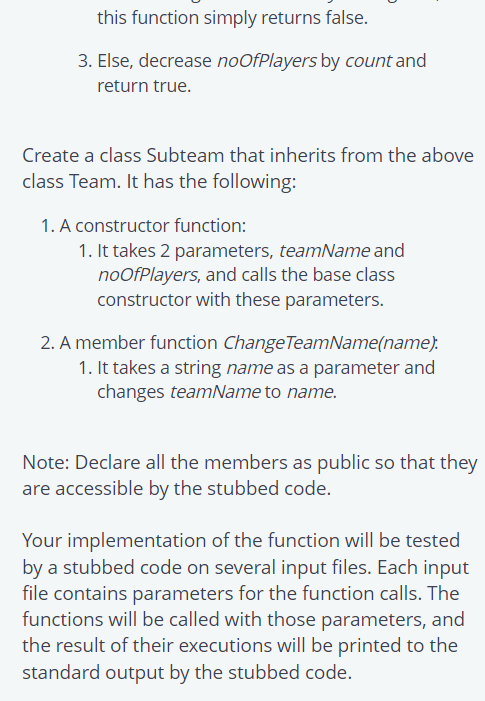 this function simply returns false.
3. Else, decrease noOfPlayers by count and
return true.
Create a class Subteam that inherits from the above
class Team. It has the following:
1. A constructor function:
1. It takes 2 parameters, teamName and
noOfPlayers, and calls the base class
constructor with these parameters.
2. A member function ChangeTeamName(name):
1. It takes a string name as a parameter and
changes teamName to name.
Note: Declare all the members as public so that they
are accessible by the stubbed code.
Your implementation of the function will be tested
by a stubbed code on several input files. Each input
file contains parameters for the function calls. The
functions will be called with those parameters, and
the result of their executions will be printed to the
standard output by the stubbed code.